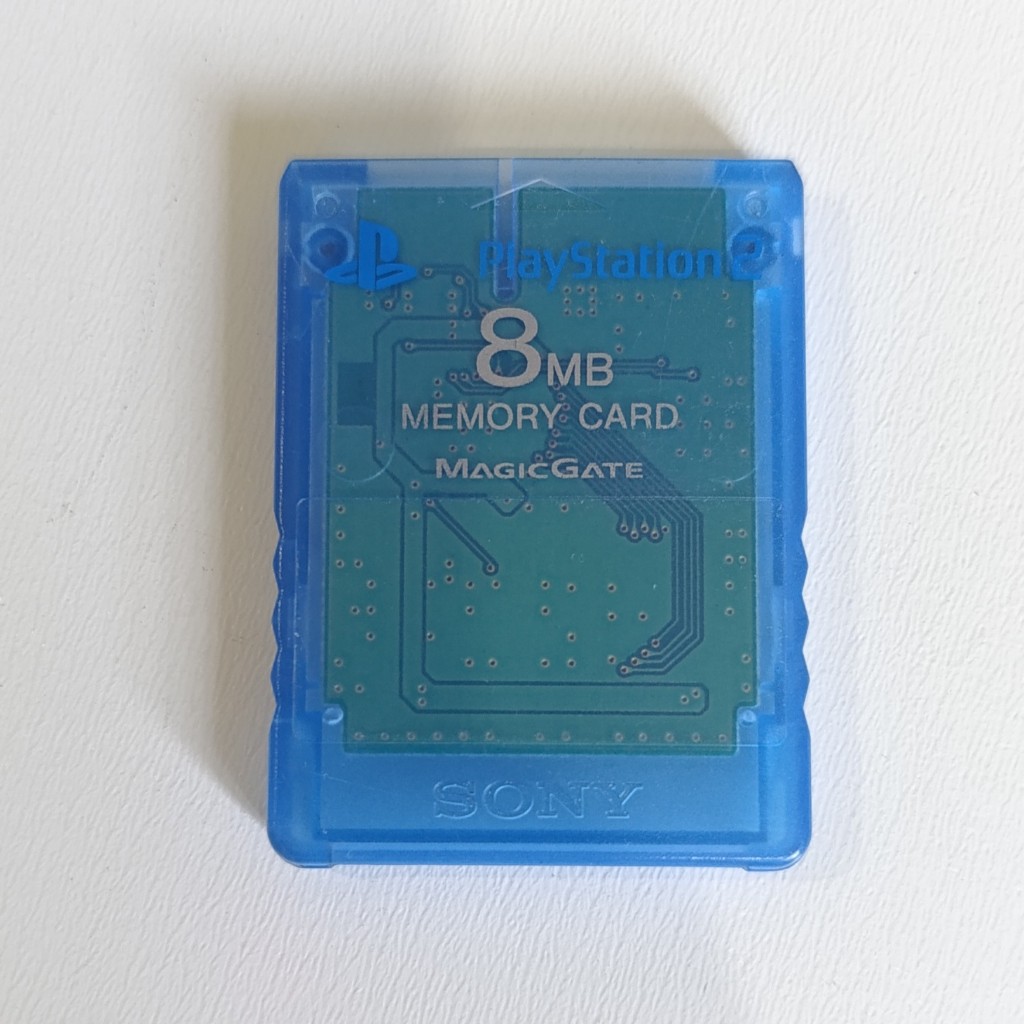 PlayStation 2
8MB
MEMORY CARD
MAGICGATE
SONY